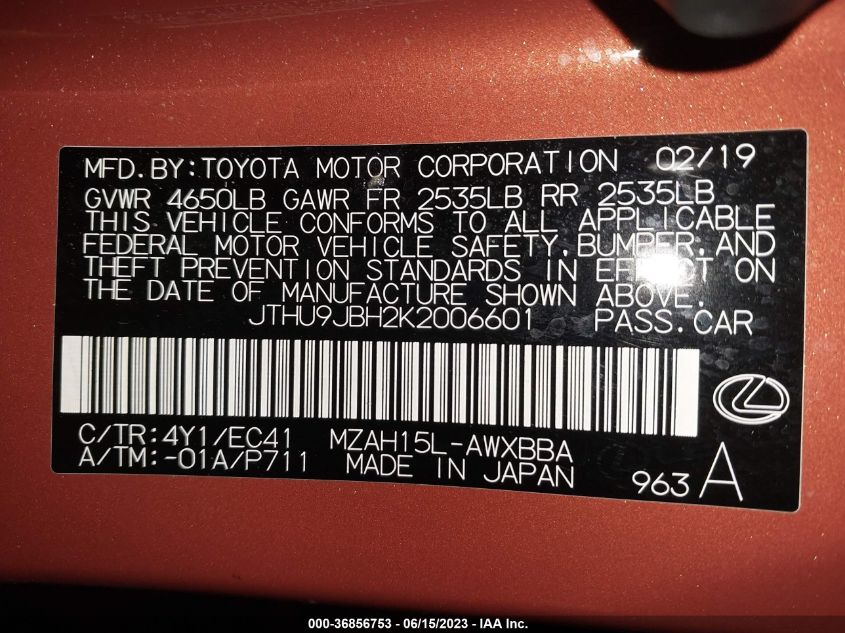 MFD.BY:TOYOTA MOTOR CORPORATION 02/19
GVWR 4650LB GAWR FR 2535LB RR 2535LB
THIS VEHICLE CONFORMS TO ALL APPLICABLE
FEDERAL MOTOR VEHICLE SAFETY,BUMPER,AND
THEFT PREVENTION STANDARDS IN EFFECT ON
THE DATE OF MANUFACTURE SHOWN ABOVE.
JTHU9JBH2K2006601 PASS.CAR
C/TR:4Y1/EC41 MZAH15L-AWXBBA
A/TM:-01A/P711 MADE IN JAPAN
963 A
000-36856753 - 06/15/2023 - IAA Inc.